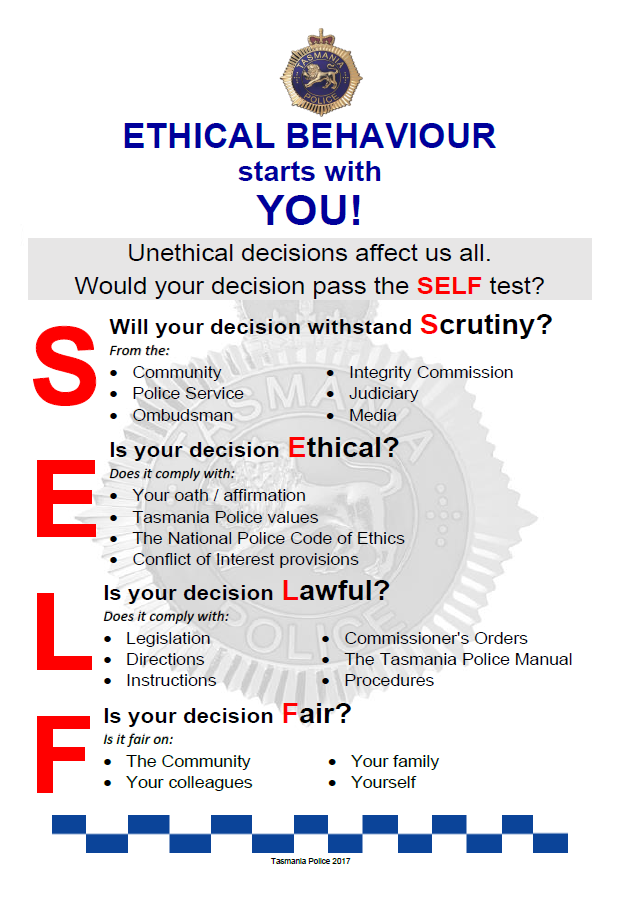 TASMANIA
POLICE
ETHICAL BEHAVIOUR
starts with
YOU!
Unethical decisions affect us all.
Would your decision pass the SELF test?
S
Will your decision withstand Scrutiny?
From the:
• Community
• Police Service
• Ombudsman
• Integrity Commission
• Judiciary
• Media
E
Is your decision Ethical?
Does it comply with:
• Your oath / affirmation
• Tasmania Police values
• The National Police Code of Ethics
• Conflict of Interest provisions
L
Is your decision Lawful?
Does it comply with:
• Legislation
• Directions
• Instructions
• Commissioner's Orders
• The Tasmania Police Manual
• Procedures
F
Is your decision Fair?
Is it fair on:
• The Community
• Your colleagues
• Your family
• Yourself
TASMANIA
POLICE
Tasmania Police 2017